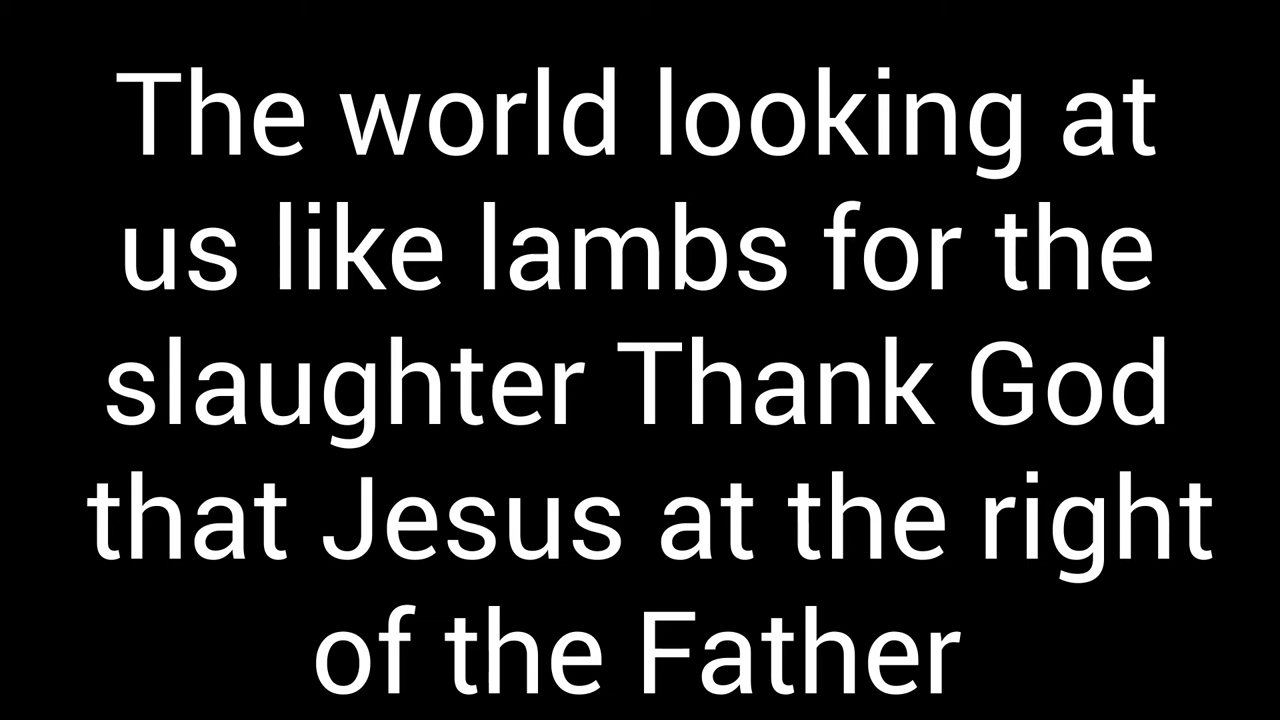 The world looking at
us like lambs for the
slaughter Thank God
that Jesus at the right
of the Father